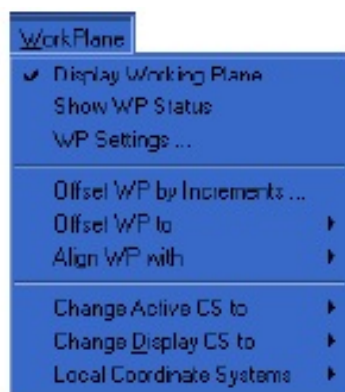 WorkPlane
Display Working Plane
Show WP Status
WP Settings ...
Offset WP by Increments ...
Offset WP to
Align WP with
Change Active CS to
Change Display CS to
Local Coordinate Systems